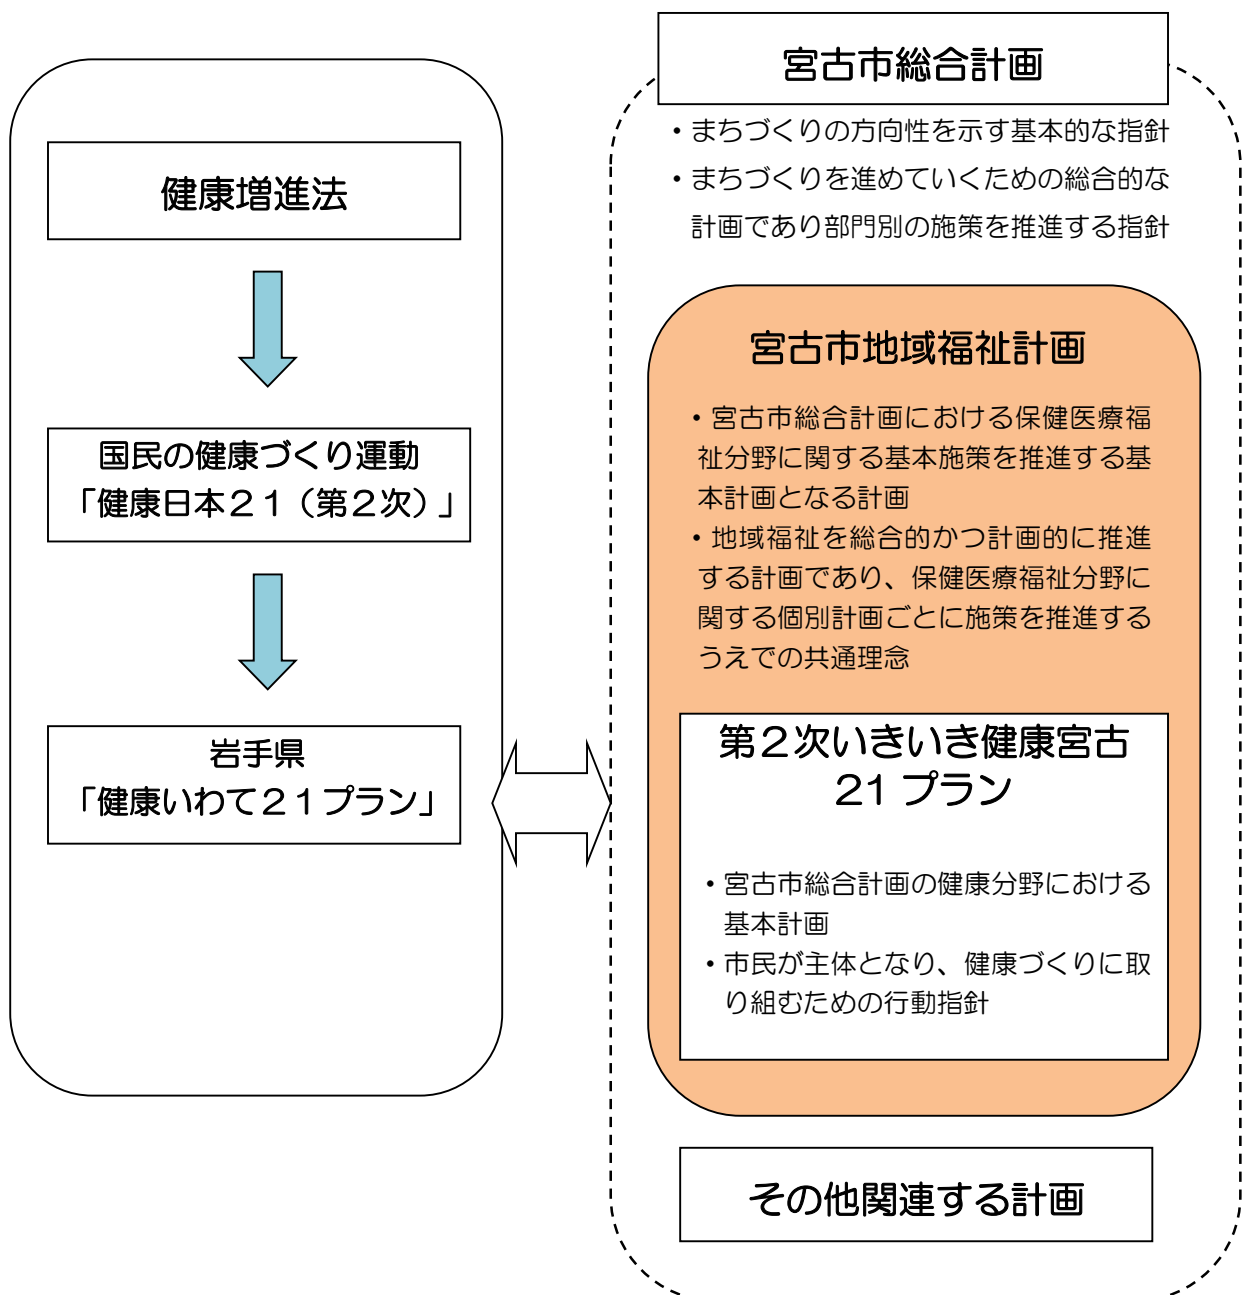 健康増進法
国民の健康づくり運動
「健康日本２１（第２次）」
岩手県
「健康いわて２１プラン」
宮古市総合計画
・まちづくりの方向性を示す基本的な指針
・まちづくりを進めていくための総合的な
計画であり部門別の施策を推進する指針
宮古市地域福祉計画
・宮古市総合計画における保健医療福
祉分野に関する基本施策を推進する基
本計画となる計画
・地域福祉を総合的かつ計画的に推進
する計画であり、保健医療福祉分野に
関する個別計画ごとに施策を推進する
うえでの共通理念
第２次いきいき健康宮古
21 プラン
・宮古市総合計画の健康分野における
基本計画
・市民が主体となり、健康づくりに取
り組むための行動指針
その他関連する計画